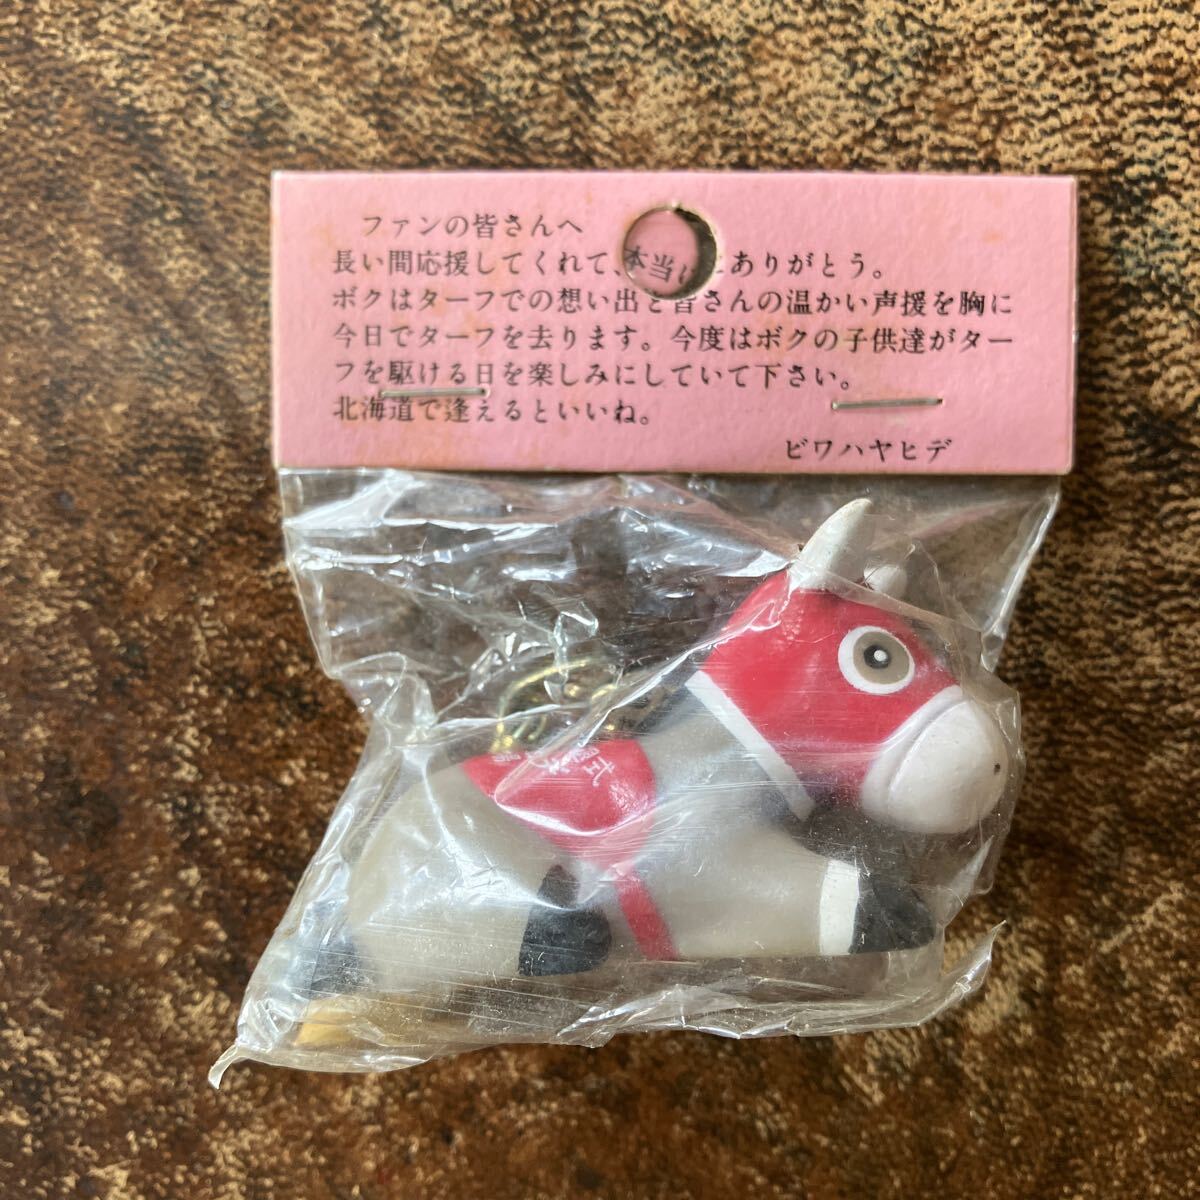 ファンの皆さんへ
長い間応援してくれて、本当にありがとう。
ボクはターフでの想い出と皆さんの温かい声援を胸に
今日でターフを去ります。今度はボクの子供達がター
フを駆ける日を楽しみにしていて下さい。
北海道で逢えるといいね。
ビワハヤヒデ